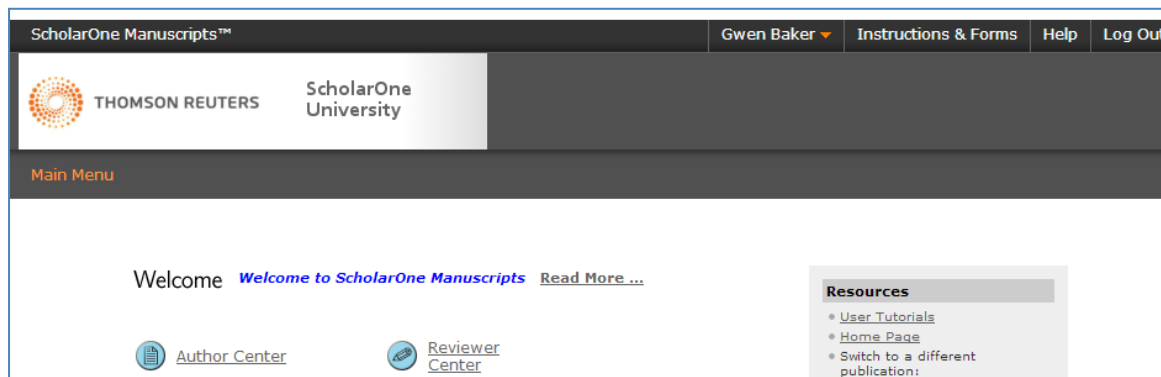 ScholarOne Manuscripts™
Gwen Baker
Instructions & Forms
Help
Log Out
THOMSON REUTERS
ScholarOne
University
Main Menu
Welcome
Welcome to ScholarOne Manuscripts
Read More ...
Resources
User Tutorials
Home Page
Switch to a different
publication:
Author Center
Reviewer
Center